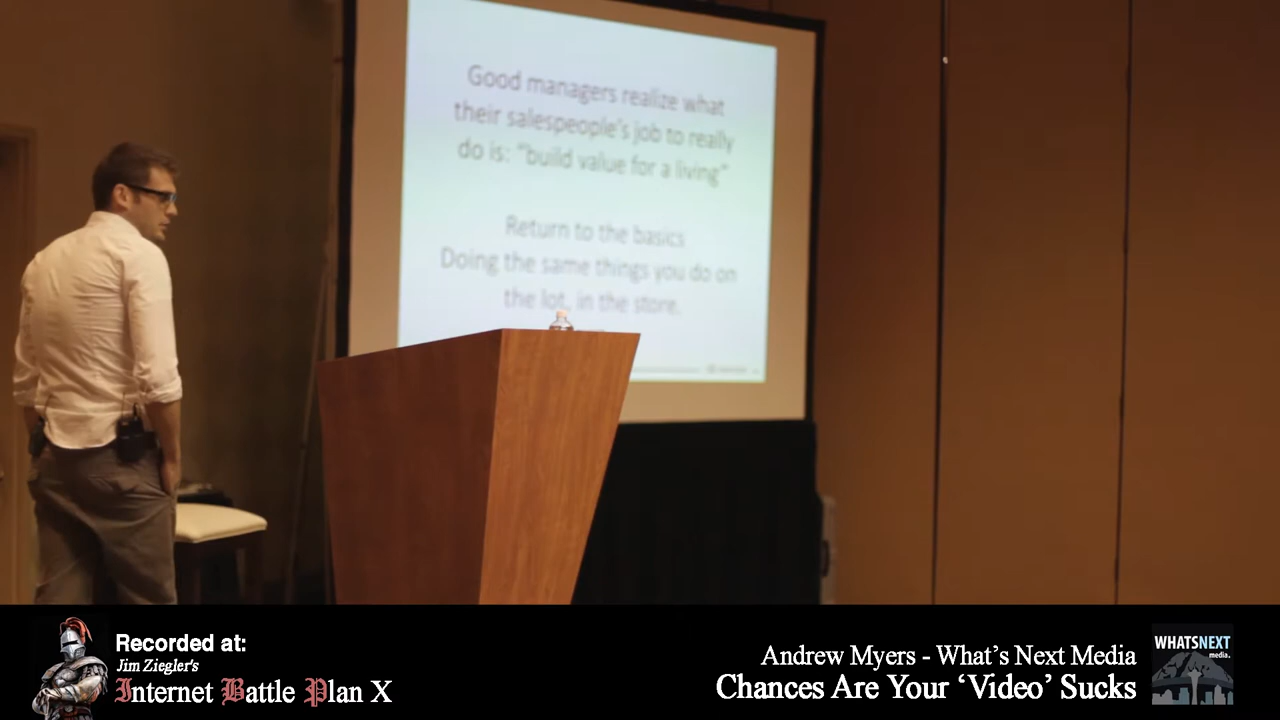 Good managers realize what
their salespeople's job to really
do is: "build value for a living"
Return to the basics
Doing the same things you do on
the lot, in the store.
Recorded at:
Jim Ziegler's
Internet Battle Plan X
Andrew Myers - What's Next Media
Chances Are Your ‘Video’ Sucks
WHATSNEXT
media.